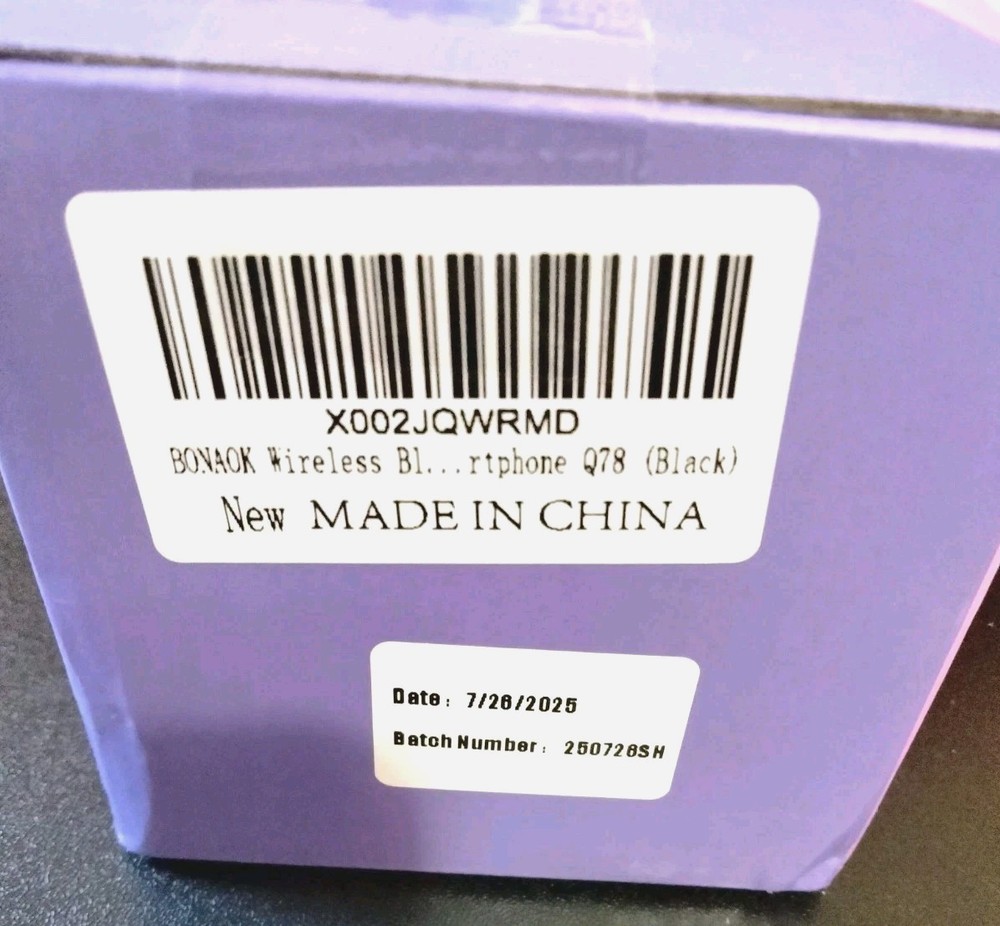 X002JQWRMD
BONAOK Wireless Bl...rtphone Q78 (Black)
New MADE IN CHINA
Date: 7/26/2025
Batch Number: 250726SH